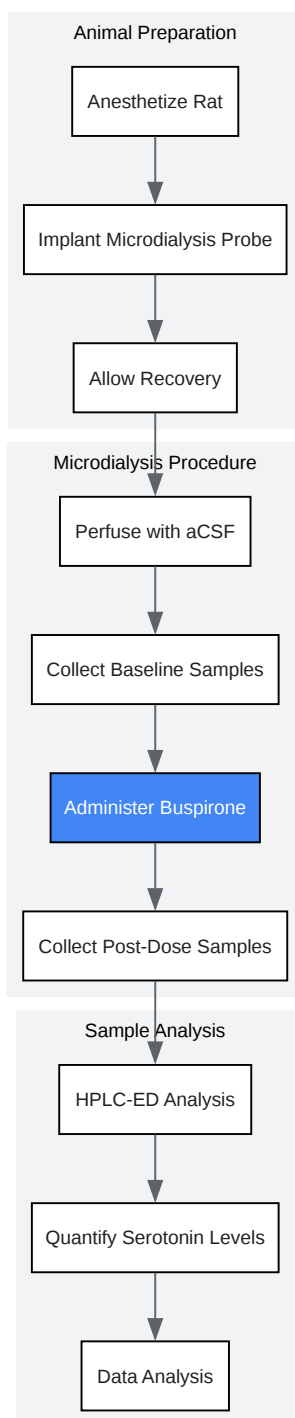 Animal Preparation
Anesthetize Rat
Implant Microdialysis Probe
Allow Recovery
Microdialysis Procedure
Perfuse with aCSF
Collect Baseline Samples
Administer Buspirone
Collect Post-Dose Samples
Sample Analysis
HPLC-ED Analysis
Quantify Serotonin Levels
Data Analysis